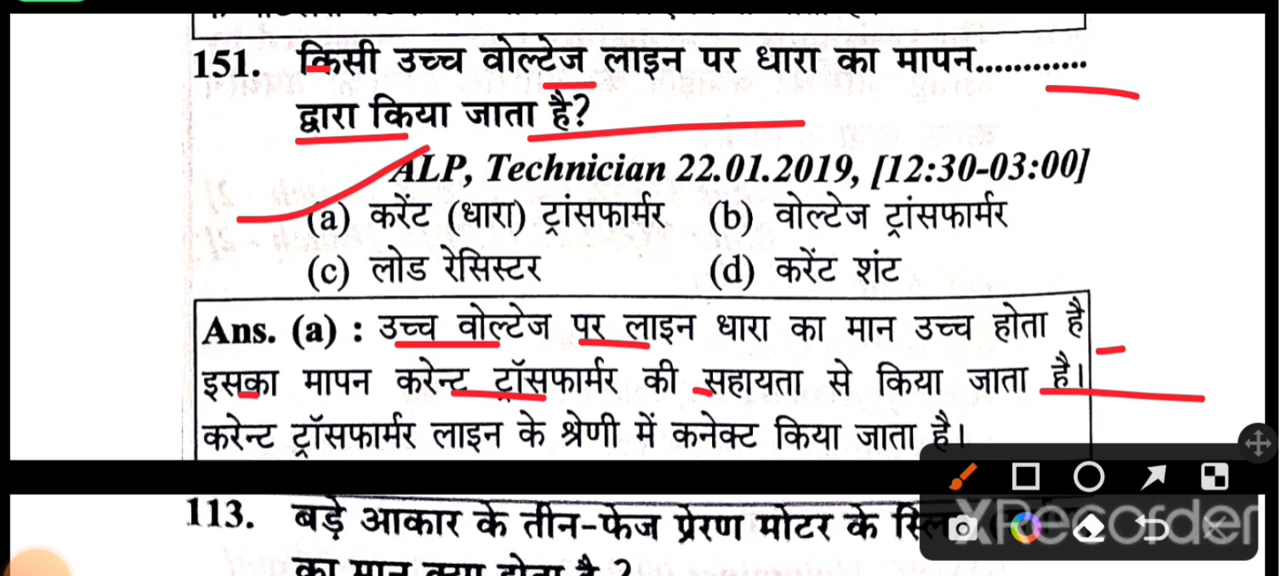 151. किसी उच्च वोल्टेज लाइन पर धारा का मापन............
द्वारा किया जाता है?
ALP, Technician 22.01.2019, [12:30-03:00]
(a) करेंट (धारा) ट्रांसफार्मर (b) वोल्टेज ट्रांसफार्मर
(c) लोड रेसिस्टर (d) करेंट शंट
Ans. (a) : उच्च वोल्टेज पर लाइन धारा का मान उच्च होता है
इसका मापन करेन्ट ट्रॉसफार्मर की सहायता से किया जाता है।
करेन्ट ट्रॉसफार्मर लाइन के श्रेणी में कनेक्ट किया जाता है।
113. बड़े आकार के तीन-फेज प्रेरण मोटर के
XRecorder
का मान क्या होता है ?